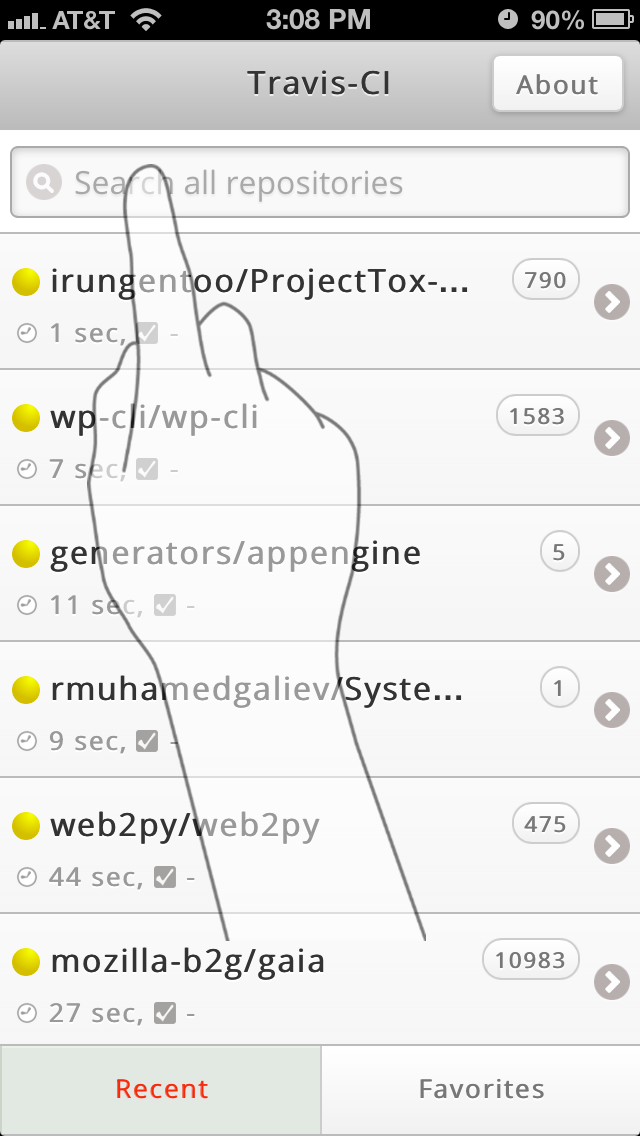 AT&T 3:08 PM 90%
Travis-CI About
Search all repositories
irungentoo/ProjectTox-... 790
1 sec, -
wp-cli/wp-cli 1583
7 sec, -
generators/appengine 5
11 sec, -
rmuhamedgaliev/Syste... 1
9 sec, -
web2py/web2py 475
44 sec, -
mozilla-b2g/gaia 10983
27 sec, -
Recent Favorites